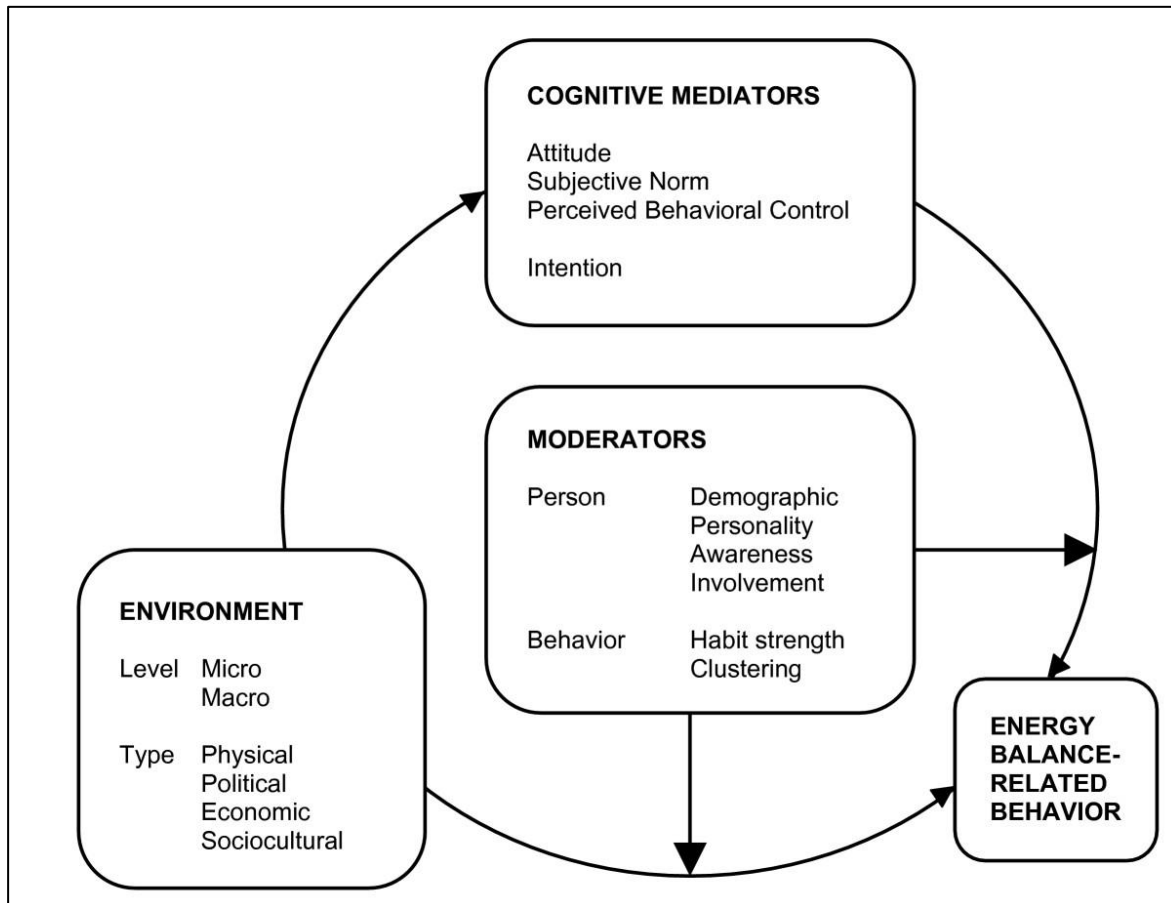 COGNITIVE MEDIATORS
Attitude
Subjective Norm
Perceived Behavioral Control
Intention
MODERATORS
Person Demographic
Personality
Awareness
Involvement
Behavior Habit strength
Clustering
ENVIRONMENT
Level Micro
Macro
Type Physical
Political
Economic
Sociocultural
ENERGY
BALANCE-
RELATED
BEHAVIOR